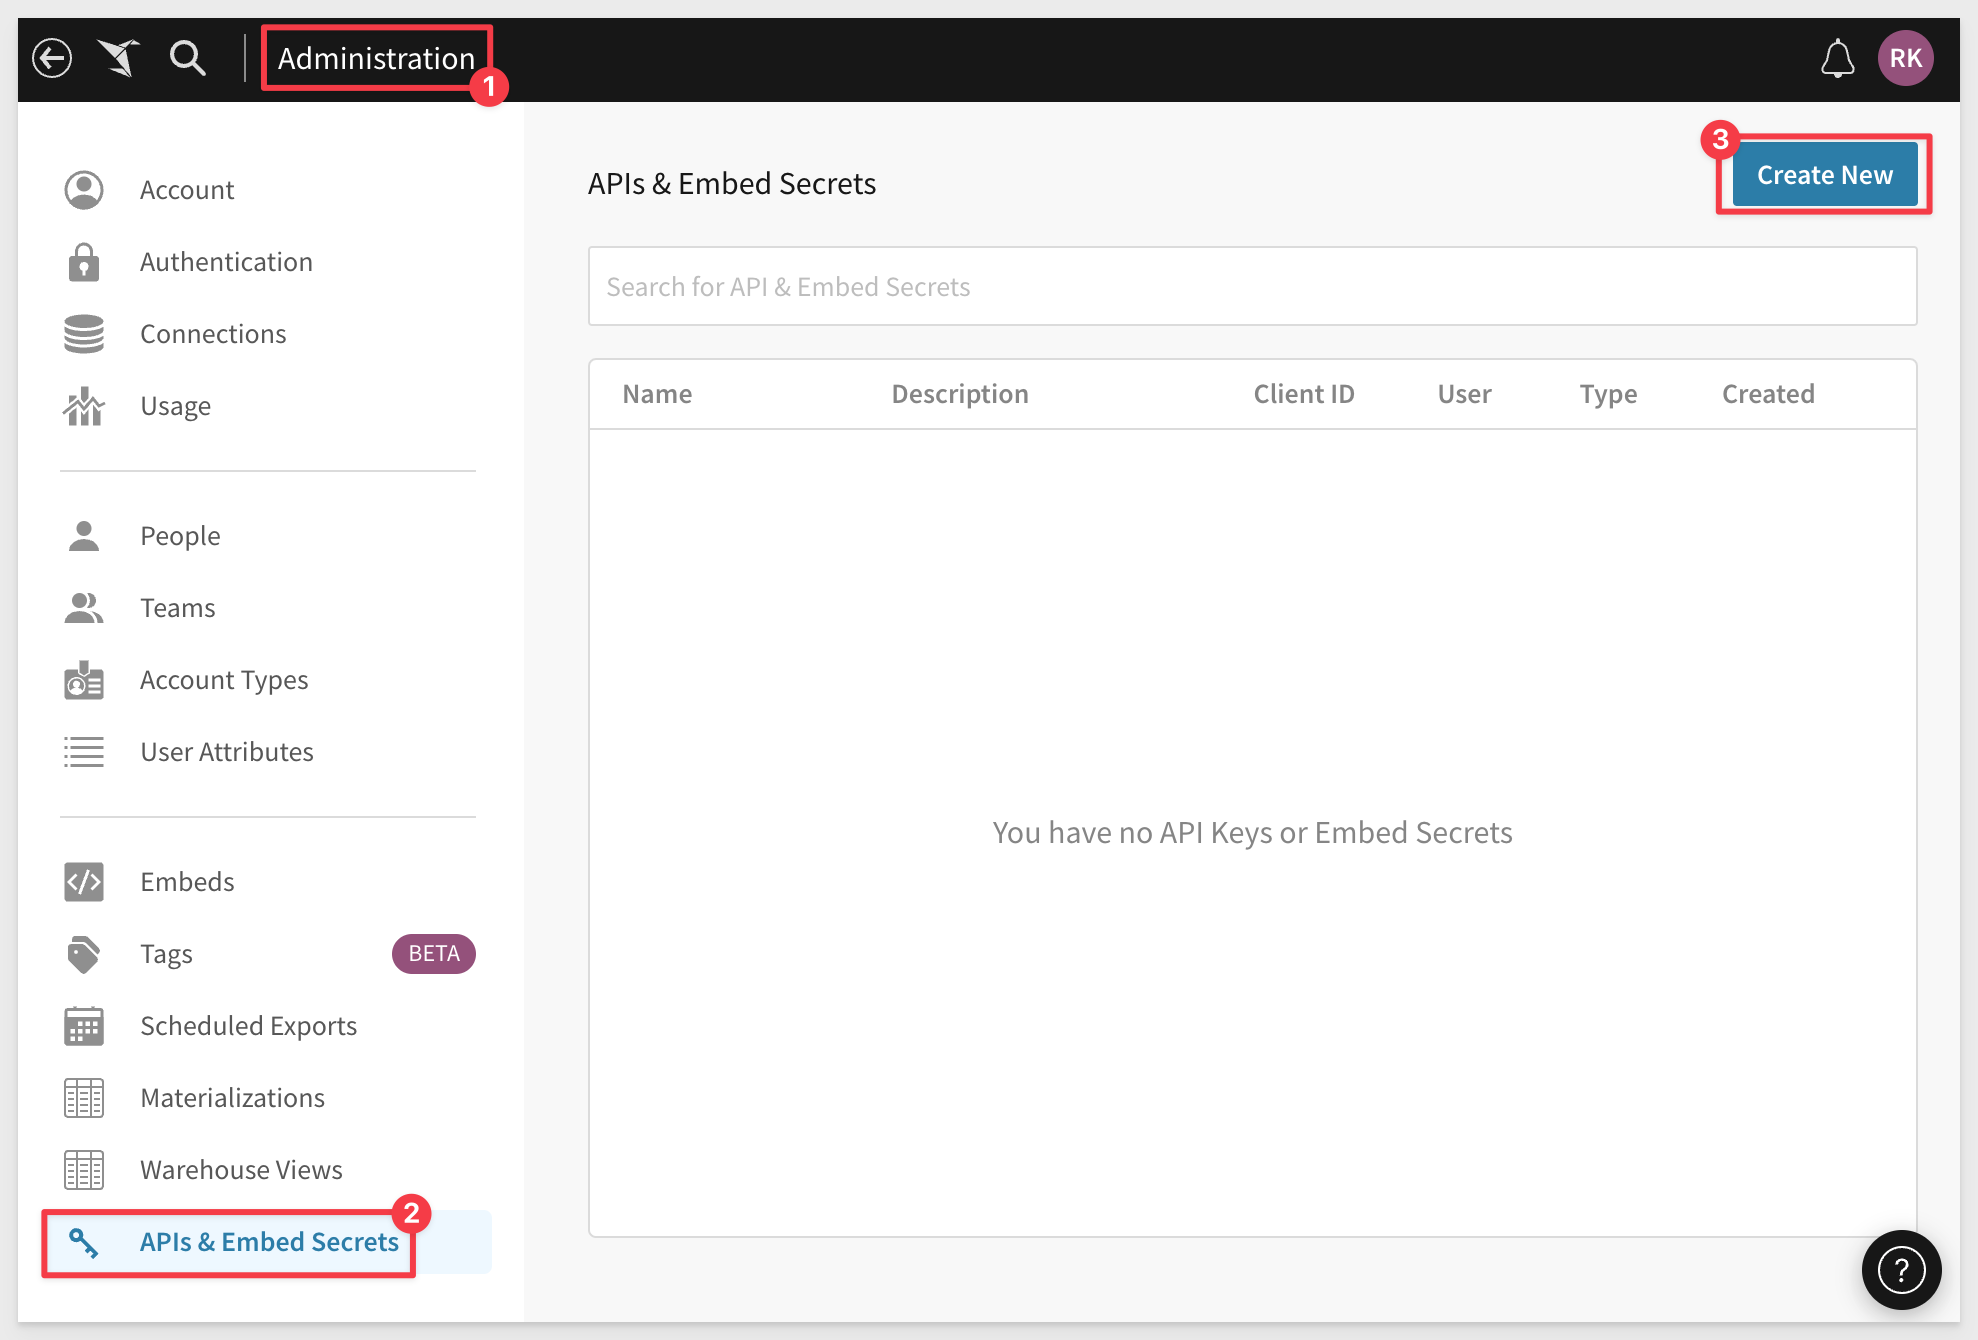 Administration
1
RK
Account
Authentication
Connections
Usage
People
Teams
Account Types
User Attributes
Embeds
Tags
BETA
Scheduled Exports
Materializations
Warehouse Views
2
APIs & Embed Secrets
APIs & Embed Secrets
3
Create New
Search for API & Embed Secrets
Name Description Client ID User Type Created
You have no API Keys or Embed Secrets
?